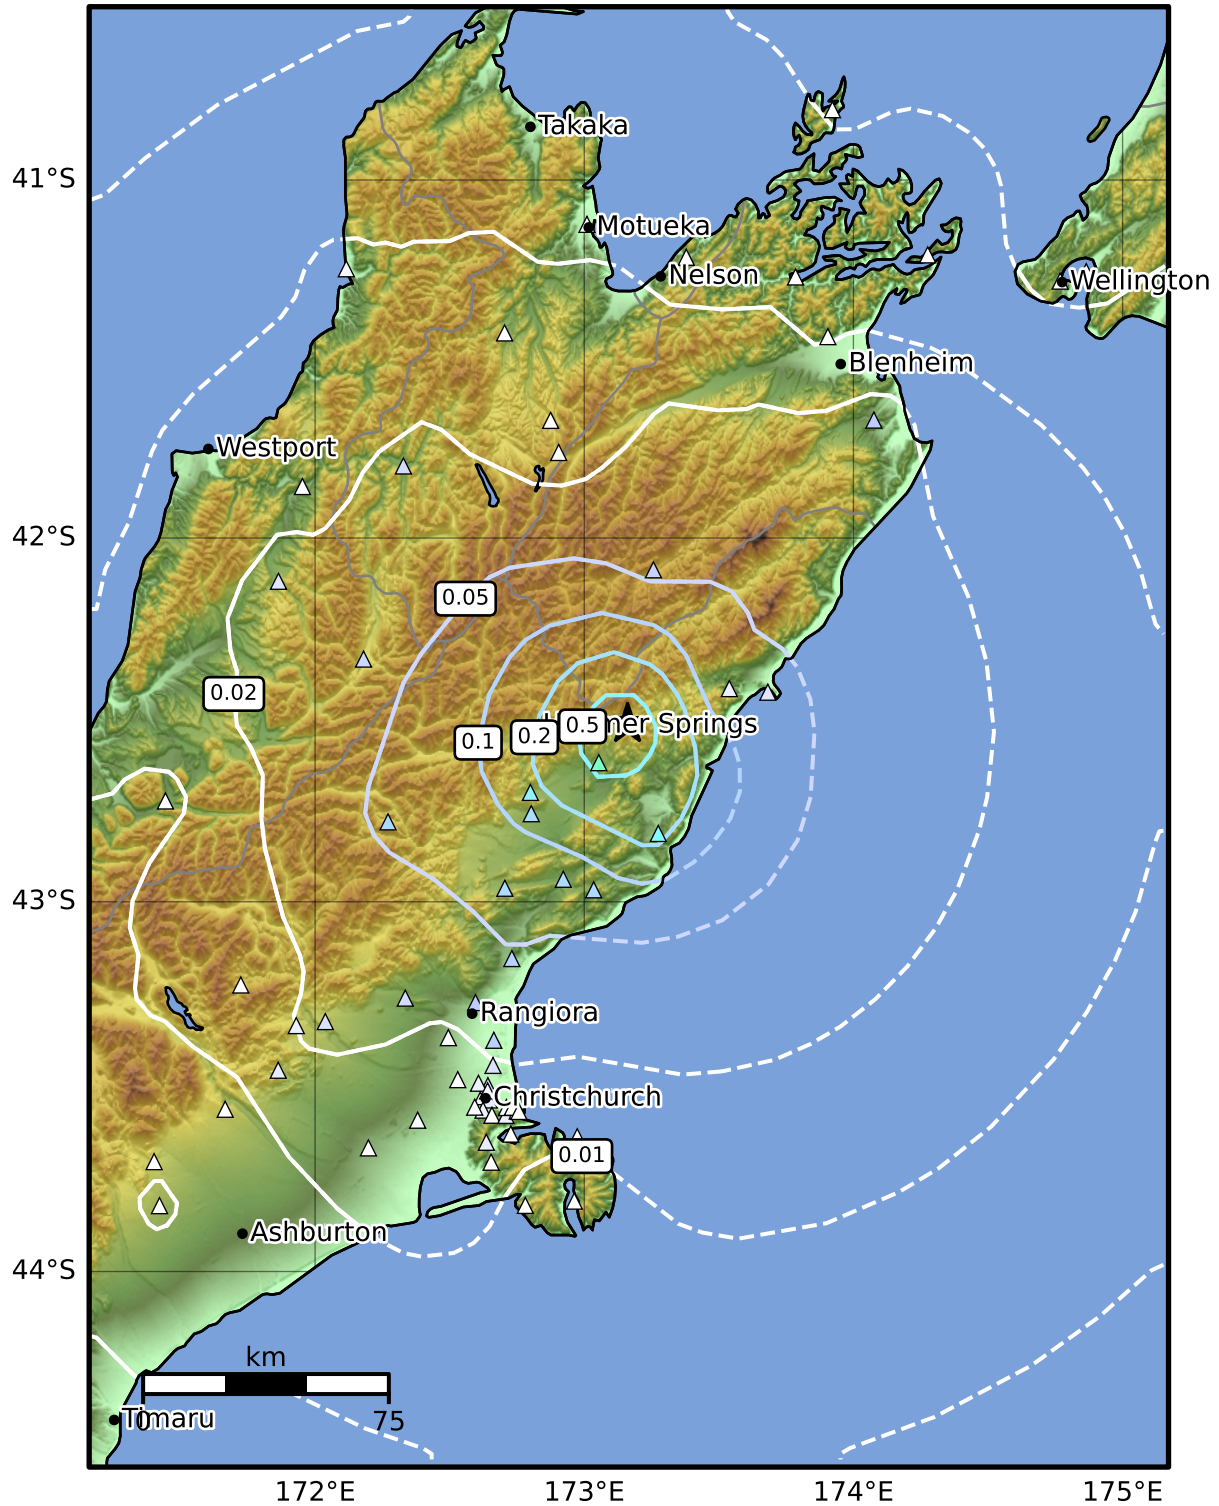 Takaka
41°S
Motueka
Nelson
Wellington
Blenheim
Westport
42°S
0.05
0.02
0.5
0.2
0.1
Springs
43°S
Rangiora
Christchurch
0.01
Ashburton
44°S
km
0
75
Timaru
172°E
173°E
174°E
175°E